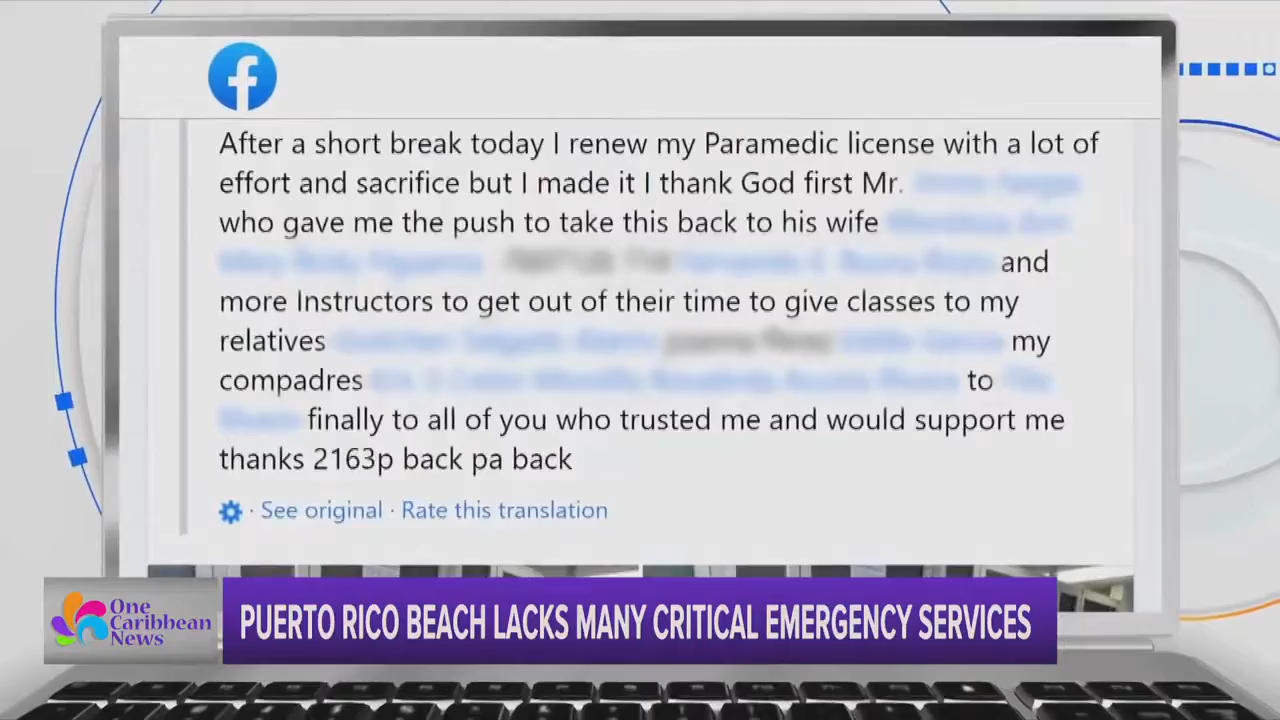 After a short break today I renew my Paramedic license with a lot of
effort and sacrifice but I made it I thank God first Mr.
who gave me the push to take this back to his wife
and
more Instructors to get out of their time to give classes to my
relatives my
compadres to
finally to all of you who trusted me and would support me
thanks 2163p back pa back
· See original · Rate this translation
One
Caribbean
News
PUERTO RICO BEACH LACKS MANY CRITICAL EMERGENCY SERVICES